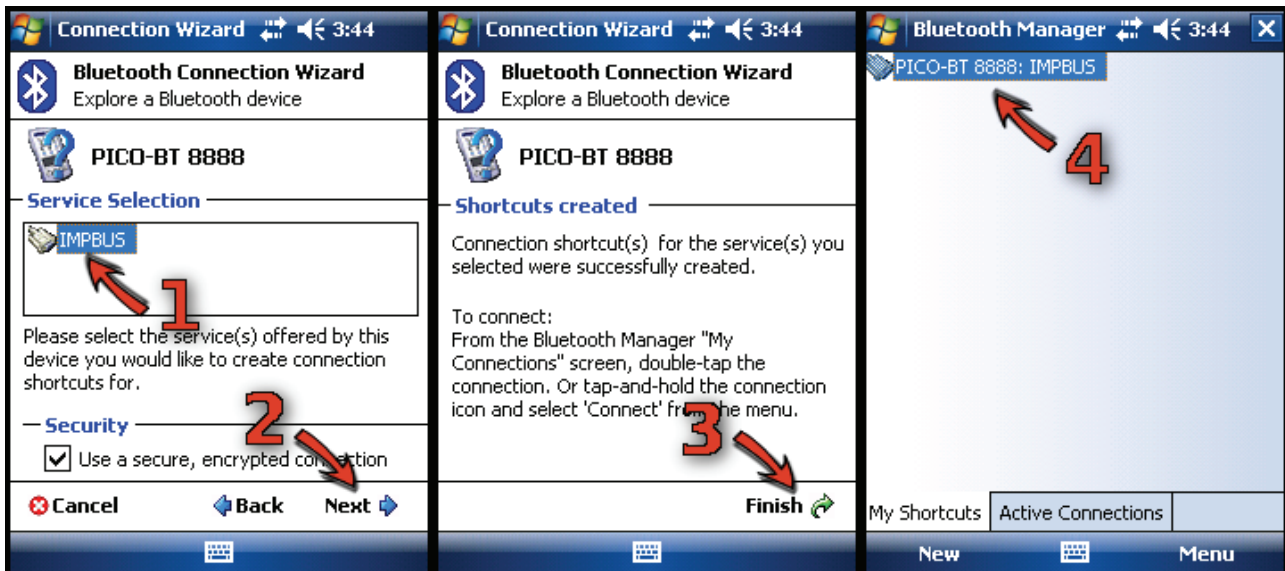 Connection Wizard 3:44
Bluetooth Connection Wizard
Explore a Bluetooth device
PICO-BT 8888
Service Selection
IMPBUS
1
Please select the service(s) offered by this
device you would like to create connection
shortcuts for.
2
Security
Use a secure, encrypted connection
Cancel Back Next
Connection Wizard 3:44
Bluetooth Connection Wizard
Explore a Bluetooth device
PICO-BT 8888
Shortcuts created
Connection shortcut(s) for the service(s) you
selected were successfully created.
To connect:
From the Bluetooth Manager "My
Connections" screen, double-tap the
connection. Or tap-and-hold the connection
icon and select 'Connect' from the menu.
3
Finish
Bluetooth Manager 3:44
PICO-BT 8888: IMPBUS
4
My Shortcuts Active Connections
New Menu